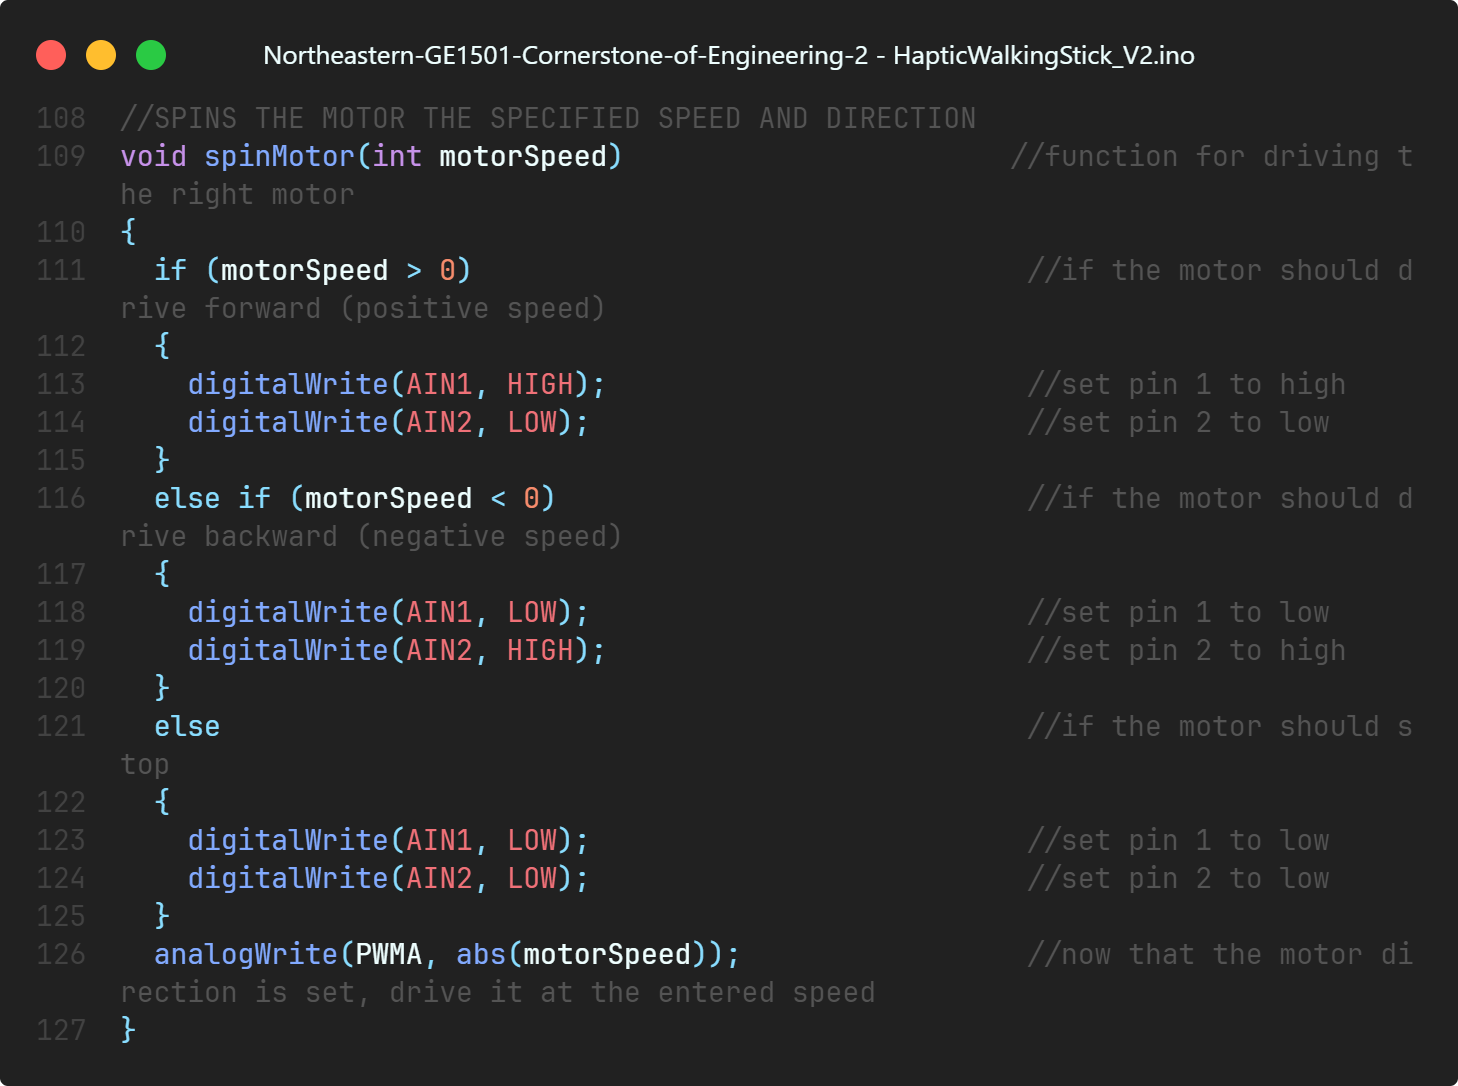 Northeastern-GE1501-Cornerstone-of-Engineering-2 - HapticWalkingStick_V2.ino
108 //SPINS THE MOTOR THE SPECIFIED SPEED AND DIRECTION
109 void spinMotor(int motorSpeed)                       //function for driving t
he right motor
110 {
111   if (motorSpeed > 0)                                 //if the motor should d
rive forward (positive speed)
112   {
113     digitalWrite(AIN1, HIGH);                         //set pin 1 to high
114     digitalWrite(AIN2, LOW);                          //set pin 2 to low
115   }
116   else if (motorSpeed < 0)                            //if the motor should d
rive backward (negative speed)
117   {
118     digitalWrite(AIN1, LOW);                          //set pin 1 to low
119     digitalWrite(AIN2, HIGH);                         //set pin 2 to high
120   }
121   else                                                //if the motor should s
top
122   {
123     digitalWrite(AIN1, LOW);                          //set pin 1 to low
124     digitalWrite(AIN2, LOW);                          //set pin 2 to low
125   }
126   analogWrite(PWMA, abs(motorSpeed));                 //now that the motor di
rection is set, drive it at the entered speed
127 }